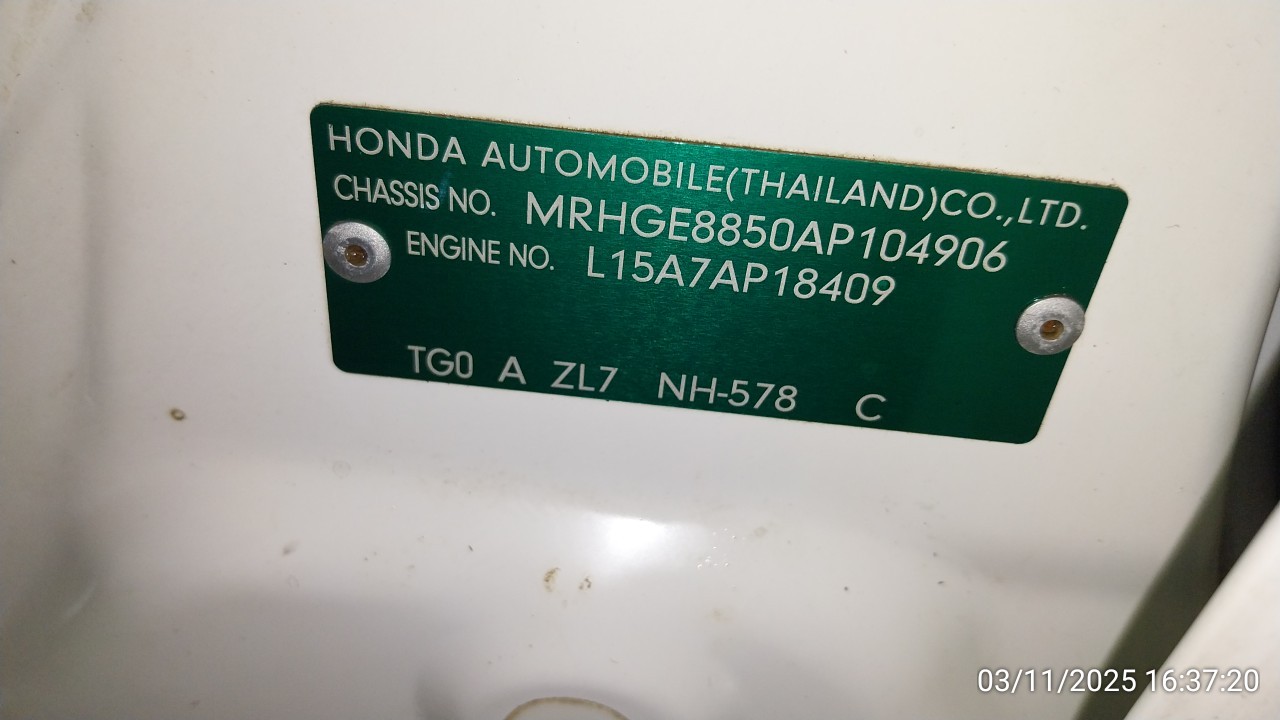 HONDA AUTOMOBILE(THAILAND)CO.,LTD.
CHASSIS NO. MRHGE8850AP104906
ENGINE NO. L15A7AP18409
TG0 A ZL7 NH-578 C
03/11/2025 16:37:20